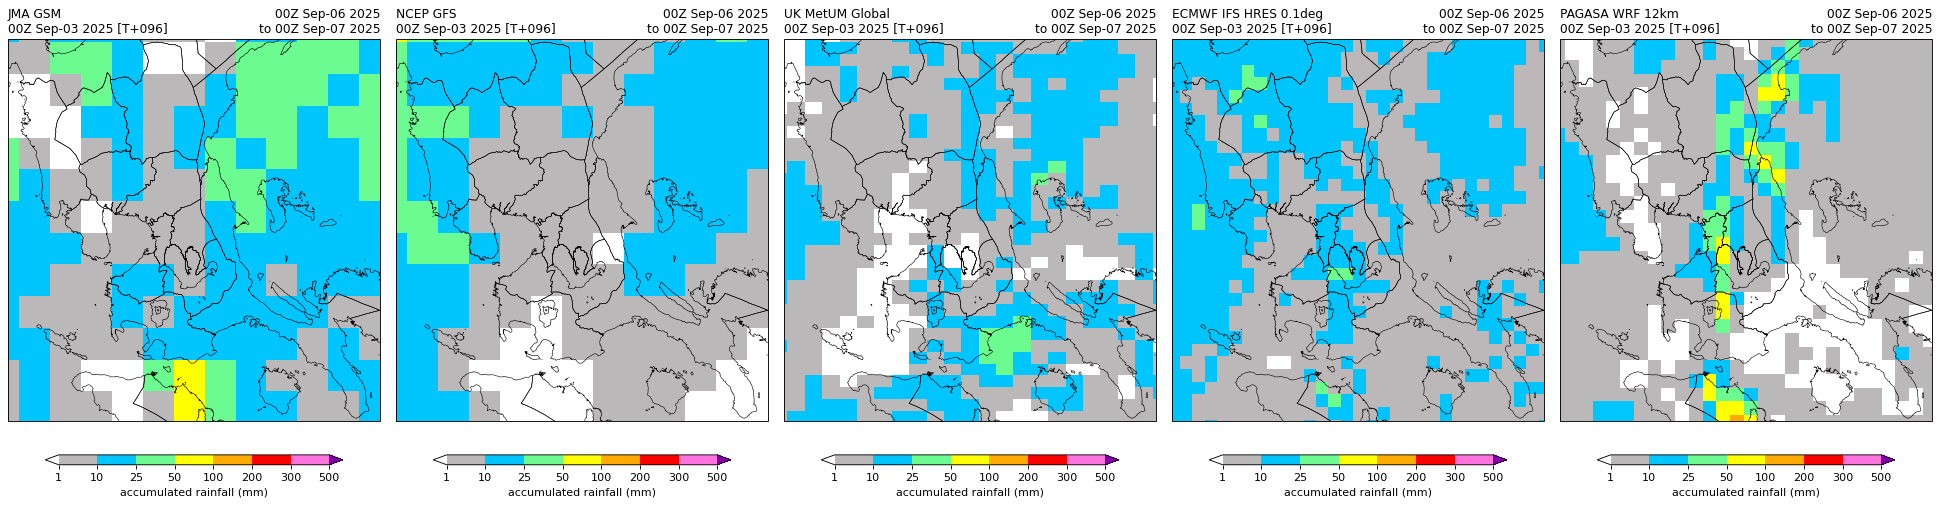 JMA GSM 00Z Sep-06 2025
00Z Sep-03 2025 [T+096] to 00Z Sep-07 2025
1 10 25 50 100 200 300 500
accumulated rainfall (mm)
NCEP GFS 00Z Sep-06 2025
00Z Sep-03 2025 [T+096] to 00Z Sep-07 2025
1 10 25 50 100 200 300 500
accumulated rainfall (mm)
UK MetUM Global 00Z Sep-06 2025
00Z Sep-03 2025 [T+096] to 00Z Sep-07 2025
1 10 25 50 100 200 300 500
accumulated rainfall (mm)
ECMWF IFS HRES 0.1deg 00Z Sep-06 2025
00Z Sep-03 2025 [T+096] to 00Z Sep-07 2025
1 10 25 50 100 200 300 500
accumulated rainfall (mm)
PAGASA WRF 12km 00Z Sep-06 2025
00Z Sep-03 2025 [T+096] to 00Z Sep-07 2025
1 10 25 50 100 200 300 500
accumulated rainfall (mm)